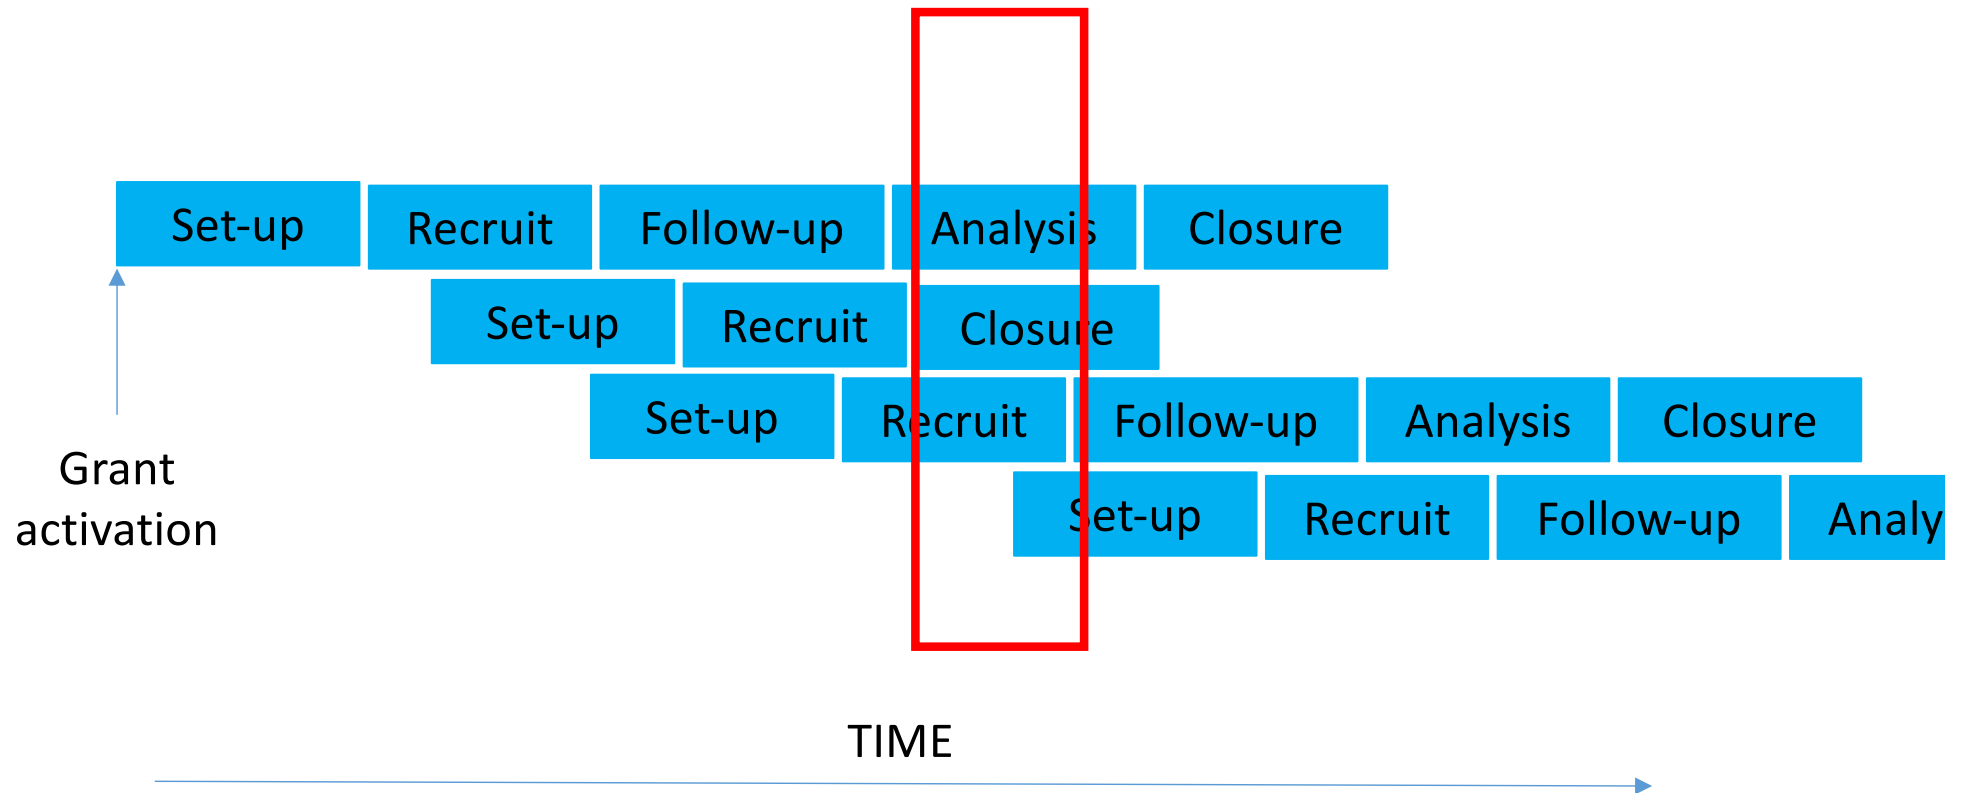 Set-up Recruit Follow-up Analysis Closure
Set-up Recruit Closure
Set-up Recruit Follow-up Analysis Closure
Grant
activation
Set-up Recruit Follow-up Analy
TIME